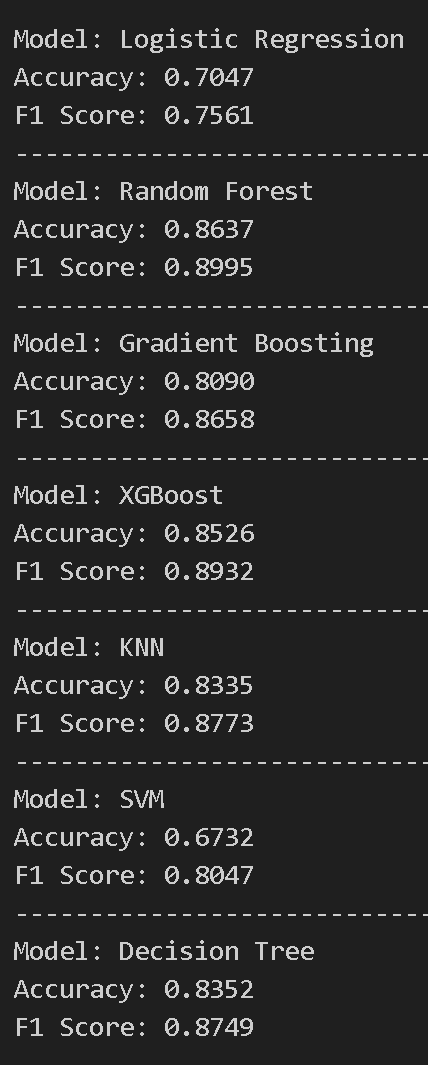 Model: Logistic Regression
Accuracy: 0.7047
F1 Score: 0.7561
----------------------------
Model: Random Forest
Accuracy: 0.8637
F1 Score: 0.8995
----------------------------
Model: Gradient Boosting
Accuracy: 0.8090
F1 Score: 0.8658
----------------------------
Model: XGBoost
Accuracy: 0.8526
F1 Score: 0.8932
----------------------------
Model: KNN
Accuracy: 0.8335
F1 Score: 0.8773
----------------------------
Model: SVM
Accuracy: 0.6732
F1 Score: 0.8047
----------------------------
Model: Decision Tree
Accuracy: 0.8352
F1 Score: 0.8749